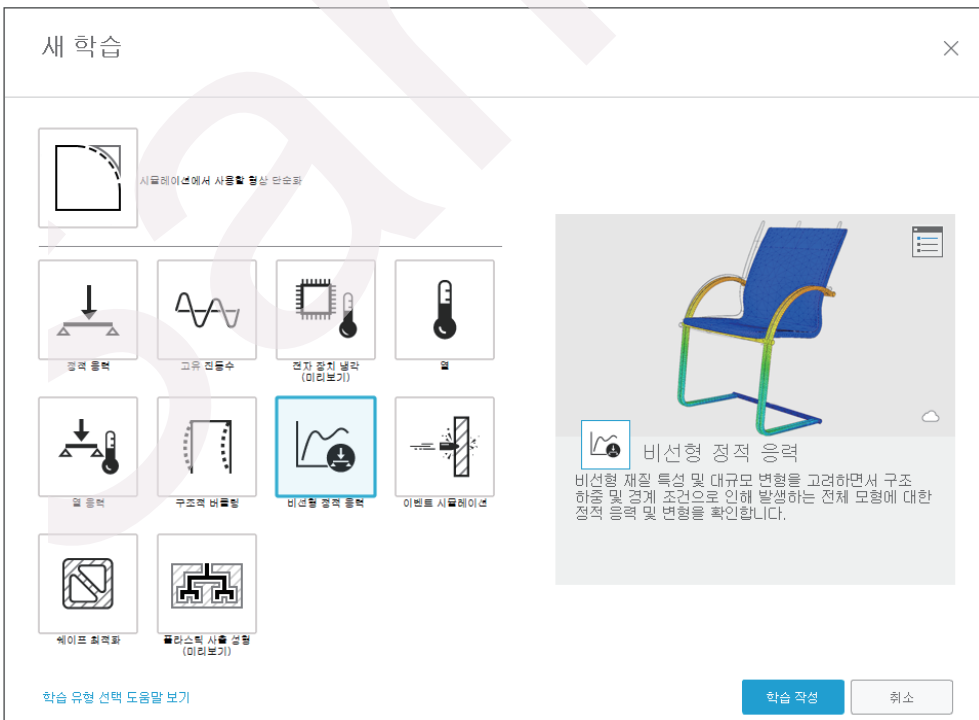 새 학습
시뮬레이션에서 사용할 형상 단순화
정적 응력
고유 진동수
전자 장치 냉각
(미리보기)
열
열 응력
구조적 버클링
비선형 정적 응력
이벤트 시뮬레이션
쉐이프 최적화
플라스틱 사출 성형
(미리보기)
비선형 정적 응력
비선형 재질 특성 및 대규모 변형을 고려하면서 구조
하중 및 경계 조건으로 인해 발생하는 전체 모형에 대한
정적 응력 및 변형을 확인합니다.
학습 유형 선택 도움말 보기
학습 작성
취소